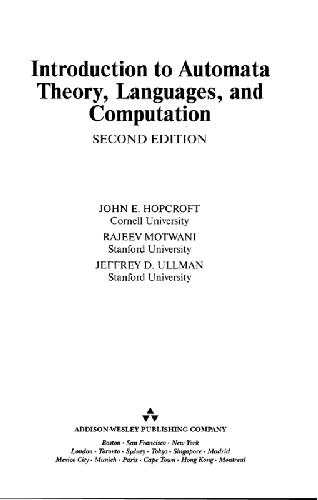 Introduction to Automata
Theory, Languages, and
Computation
SECOND EDITION
JOHN E. HOPCROFT
Cornell University
RAJEEV MOTWANI
Stanford University
JEFFREY D. ULLMAN
Stanford University
ADDISON-WESLEY PUBLISHING COMPANY
Boston · San Francisco · New York
London · Toronto · Sydney · Tokyo · Singapore · Madrid
Mexico City · Munich · Paris · Cape Town · Hong Kong · Montreal